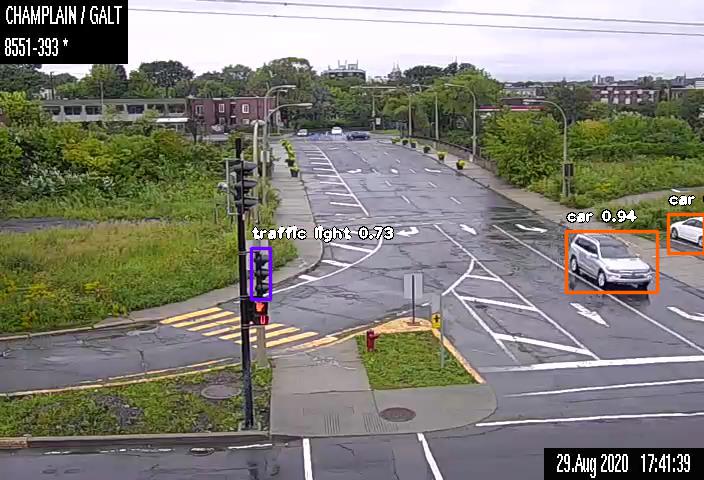 CHAMPLAIN / GALT
8551-393 *
traffic light 0.73
car 0.94
car
29.Aug 2020 17:41:39